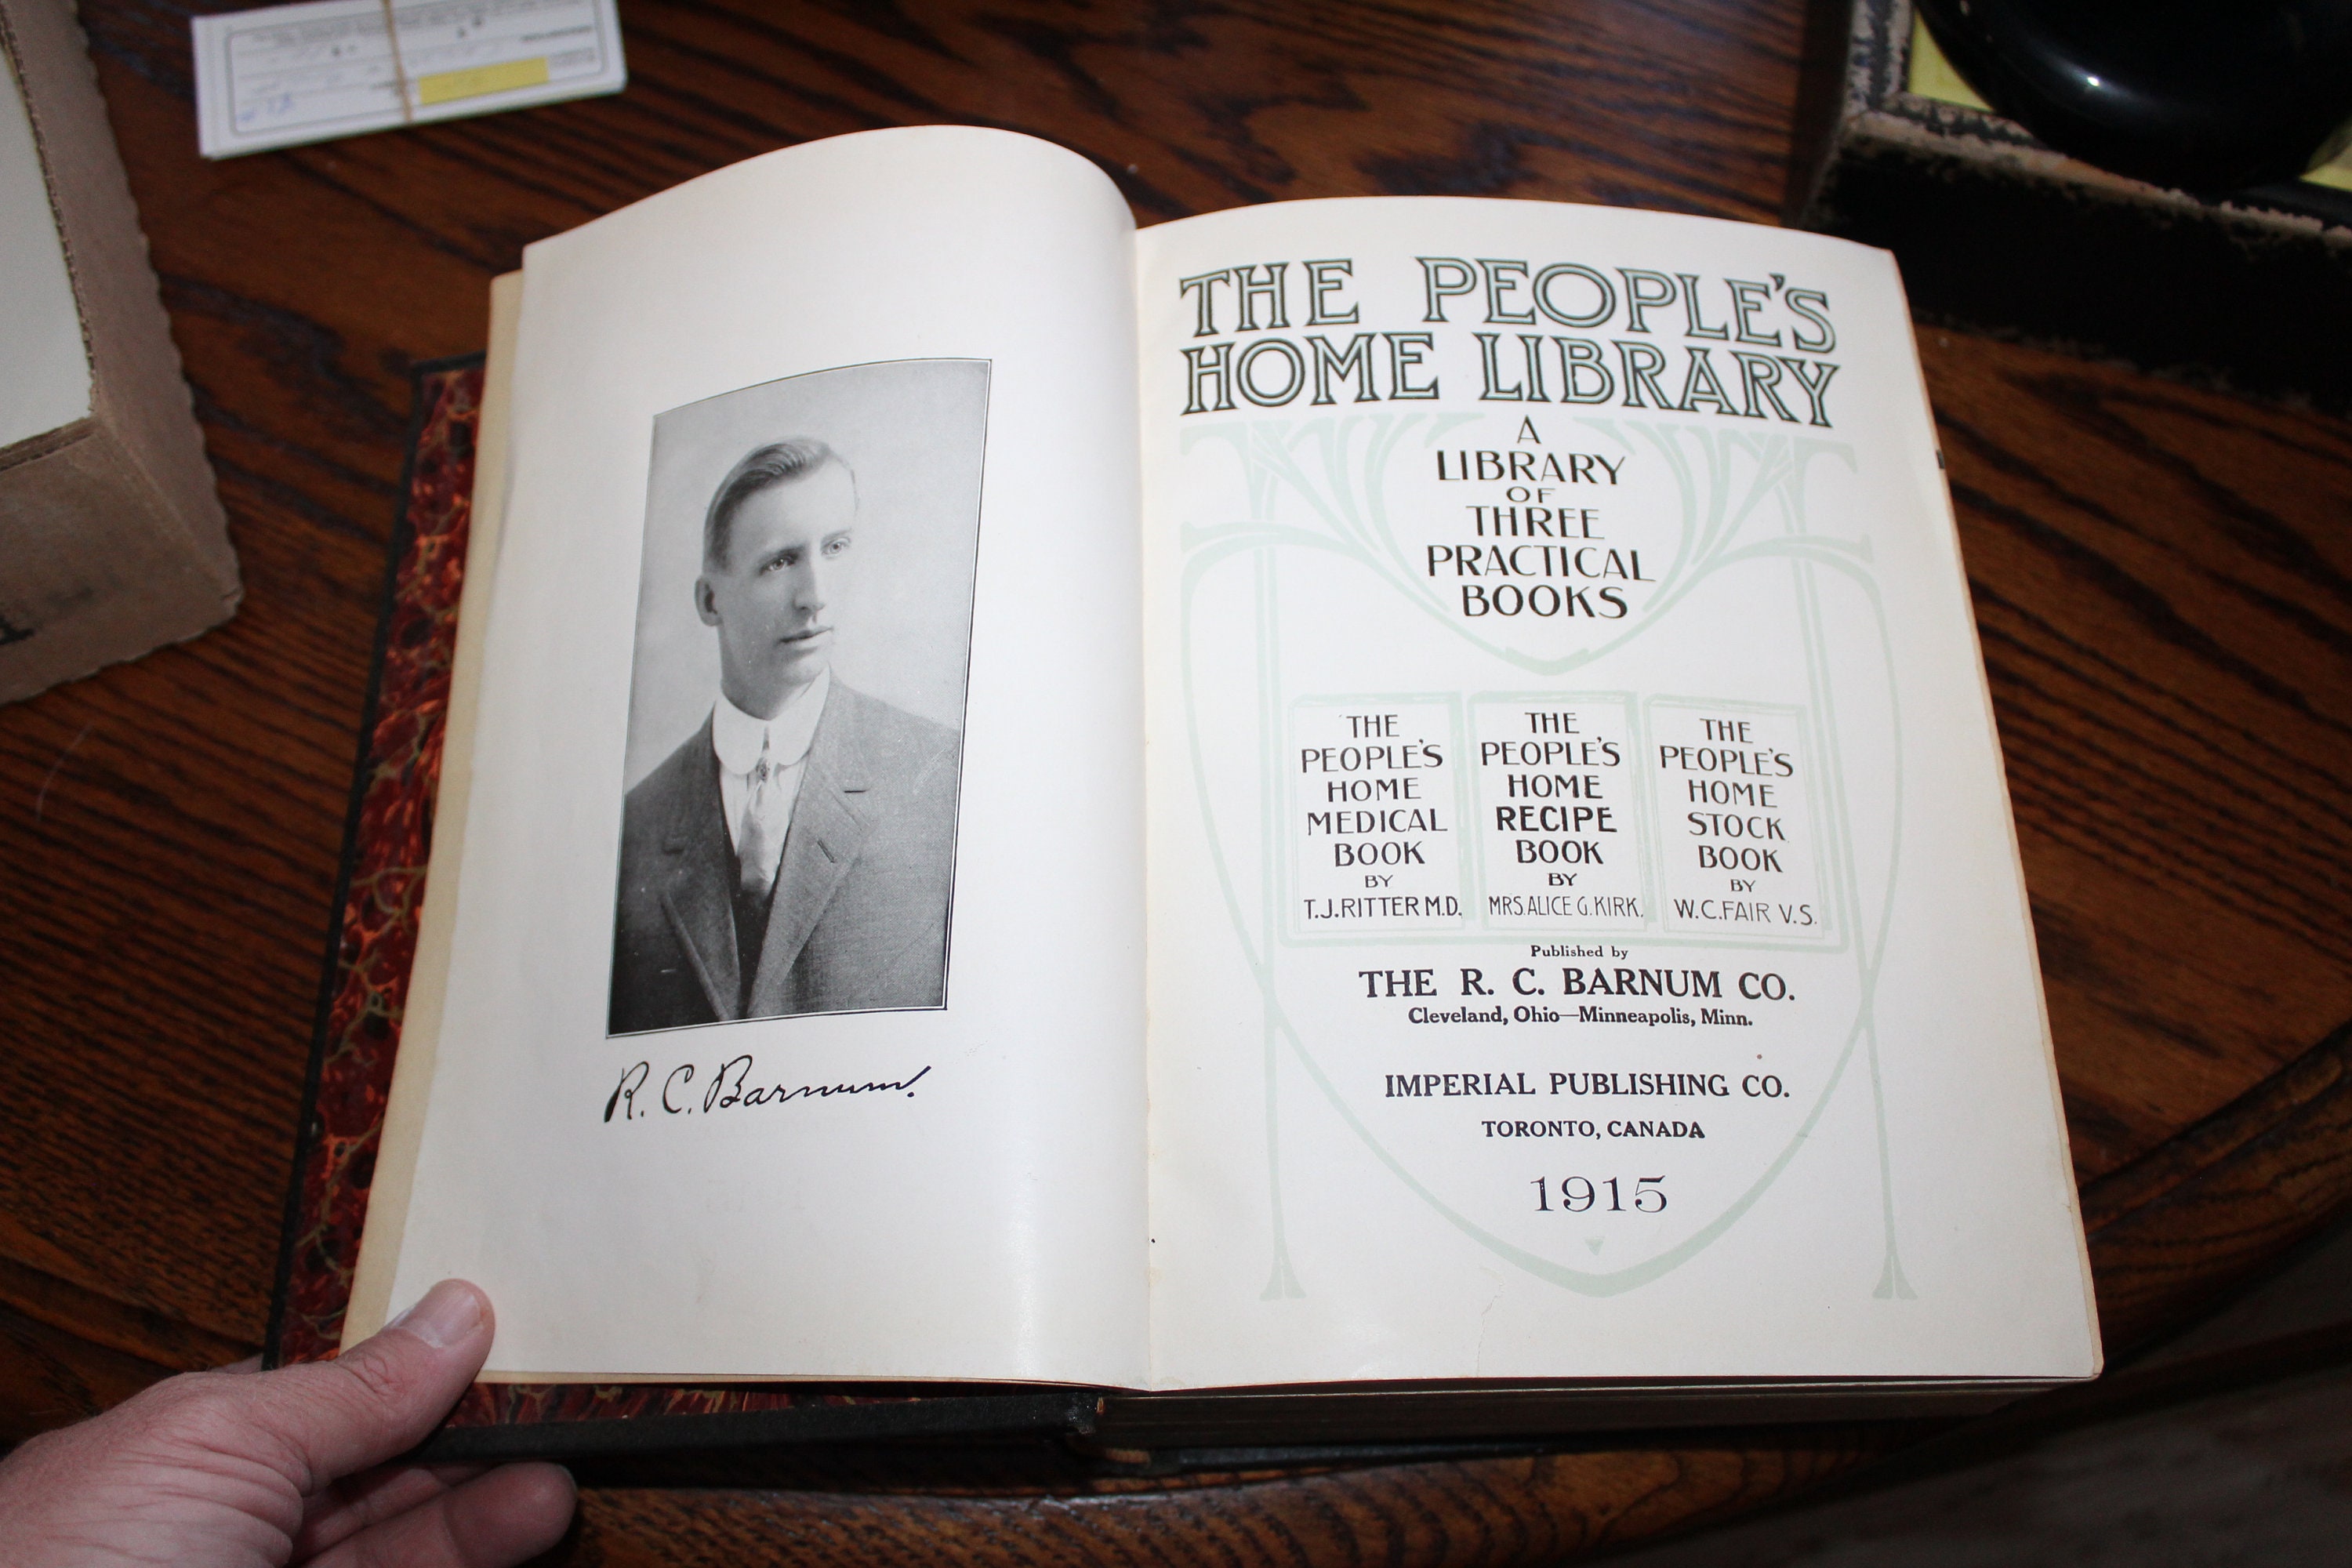 R. C. Barnum.
THE PEOPLE'S
HOME LIBRARY
A
LIBRARY
OF
THREE
PRACTICAL
BOOKS
THE
PEOPLE'S
HOME
MEDICAL
BOOK
BY
T.J.RITTER M.D.
THE
PEOPLE'S
HOME
RECIPE
BOOK
BY
MRS. ALICE G. KIRK.
THE
PEOPLE'S
HOME
STOCK
BOOK
BY
W.C.FAIR V.S.
Published by
THE R. C. BARNUM CO.
Cleveland, Ohio—Minneapolis, Minn.
IMPERIAL PUBLISHING CO.
TORONTO, CANADA
1915